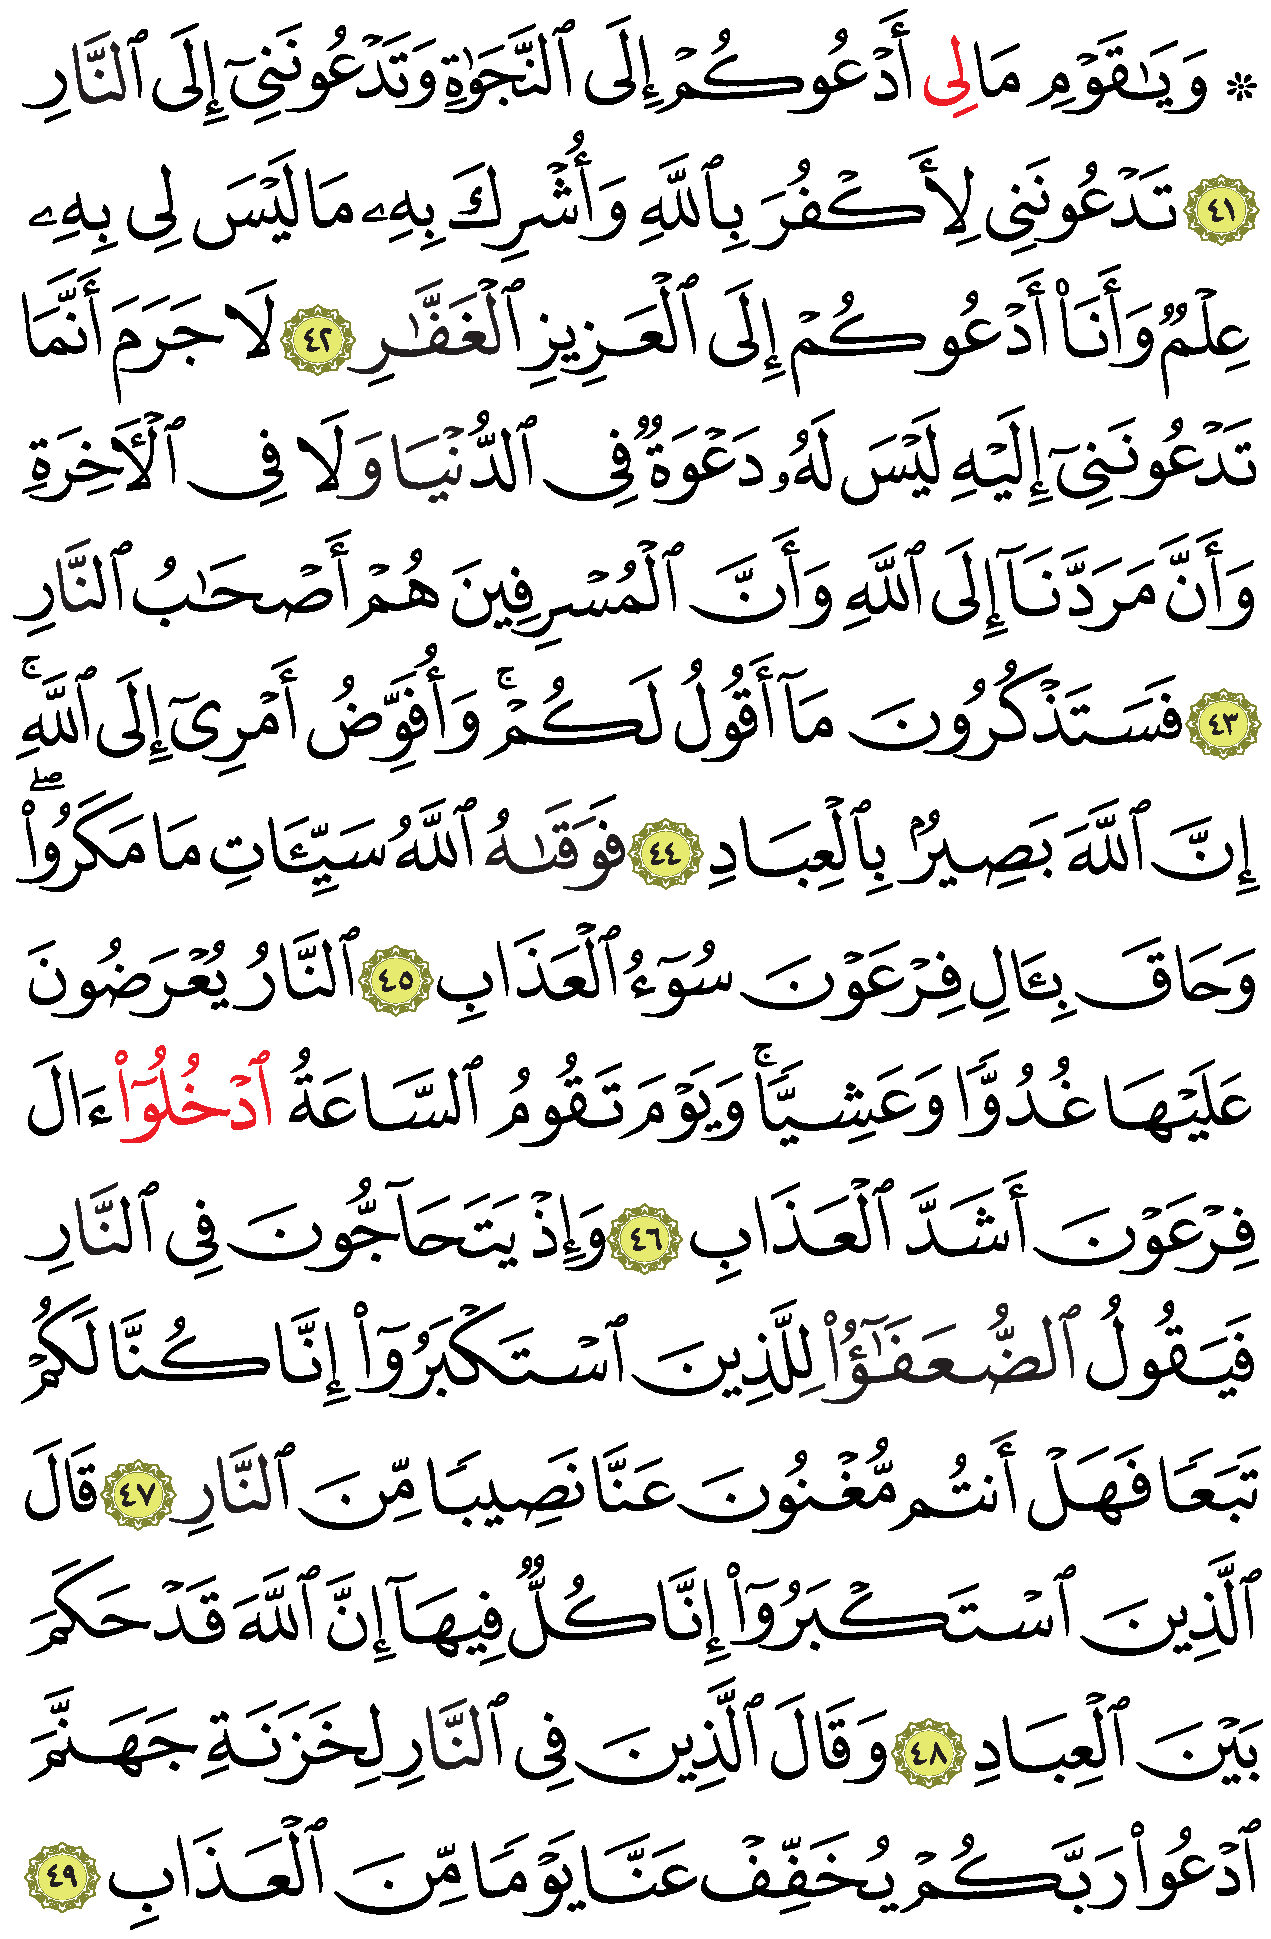 ۞ وَيَٰقَوْمِ مَا لِى أَدْعُوكُمْ إِلَى ٱلنَّجَوٰةِ وَتَدْعُونَنِىٓ إِلَى ٱلنَّارِ
٤١ تَدْعُونَنِى لِأَكْفُرَ بِٱللَّهِ وَأُشْرِكَ بِهِۦ مَا لَيْسَ لِى بِهِۦ
عِلْمٌ وَأَنَا۠ أَدْعُوكُمْ إِلَى ٱلْعَزِيزِ ٱلْغَفَّٰرِ ٤٢ لَا جَرَمَ أَنَّمَا
تَدْعُونَنِىٓ إِلَيْهِ لَيْسَ لَهُۥ دَعْوَةٌ فِى ٱلدُّنْيَا وَلَا فِى ٱلْءَاخِرَةِ
وَأَنَّ مَرَدَّنَآ إِلَى ٱللَّهِ وَأَنَّ ٱلْمُسْرِفِينَ هُمْ أَصْحَٰبُ ٱلنَّارِ
٤٣ فَسَتَذْكُرُونَ مَآ أَقُولُ لَكُمْ ۚ وَأُفَوِّضُ أَمْرِىٓ إِلَى ٱللَّهِ ۚ
إِنَّ ٱللَّهَ بَصِيرٌۢ بِٱلْعِبَادِ ٤٤ فَوَقَىٰهُ ٱللَّهُ سَيِّـَٔاتِ مَا مَكَرُوا۟ ۖ
وَحَاقَ بِـَٔالِ فِرْعَوْنَ سُوٓءُ ٱلْعَذَابِ ٤٥ ٱلنَّارُ يُعْرَضُونَ
عَلَيْهَا غُدُوًّا وَعَشِيًّا ۚ وَيَوْمَ تَقُومُ ٱلسَّاعَةُ ٱدْخُلُوٓا۟ ءَالَ
فِرْعَوْنَ أَشَدَّ ٱلْعَذَابِ ٤٦ وَإِذْ يَتَحَآجُّونَ فِى ٱلنَّارِ
فَيَقُولُ ٱلضُّعَفَٰٓؤُا۟ لِلَّذِينَ ٱسْتَكْبَرُوٓا۟ إِنَّا كُنَّا لَكُمْ
تَبَعًا فَهَلْ أَنتُم مُّغْنُونَ عَنَّا نَصِيبًا مِّنَ ٱلنَّارِ ٤٧ قَالَ
ٱلَّذِينَ ٱسْتَكْبَرُوٓا۟ إِنَّا كُلٌّ فِيهَآ إِنَّ ٱللَّهَ قَدْ حَكَمَ
بَيْنَ ٱلْعِبَادِ ٤٨ وَقَالَ ٱلَّذِينَ فِى ٱلنَّارِ لِخَزَنَةِ جَهَنَّمَ
ٱدْعُوا۟ رَبَّكُمْ يُخَفِّفْ عَنَّا يَوْمًا مِّنَ ٱلْعَذَابِ ٤٩